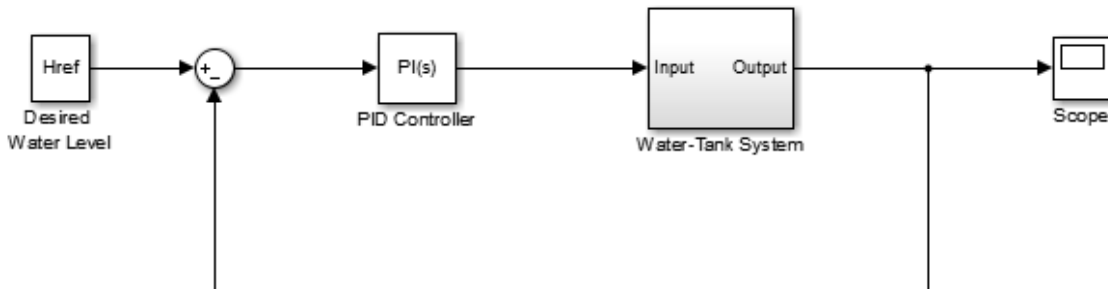 Href
Desired
Water Level
+
-
PI(s)
PID Controller
Input Output
Water-Tank System
Scope